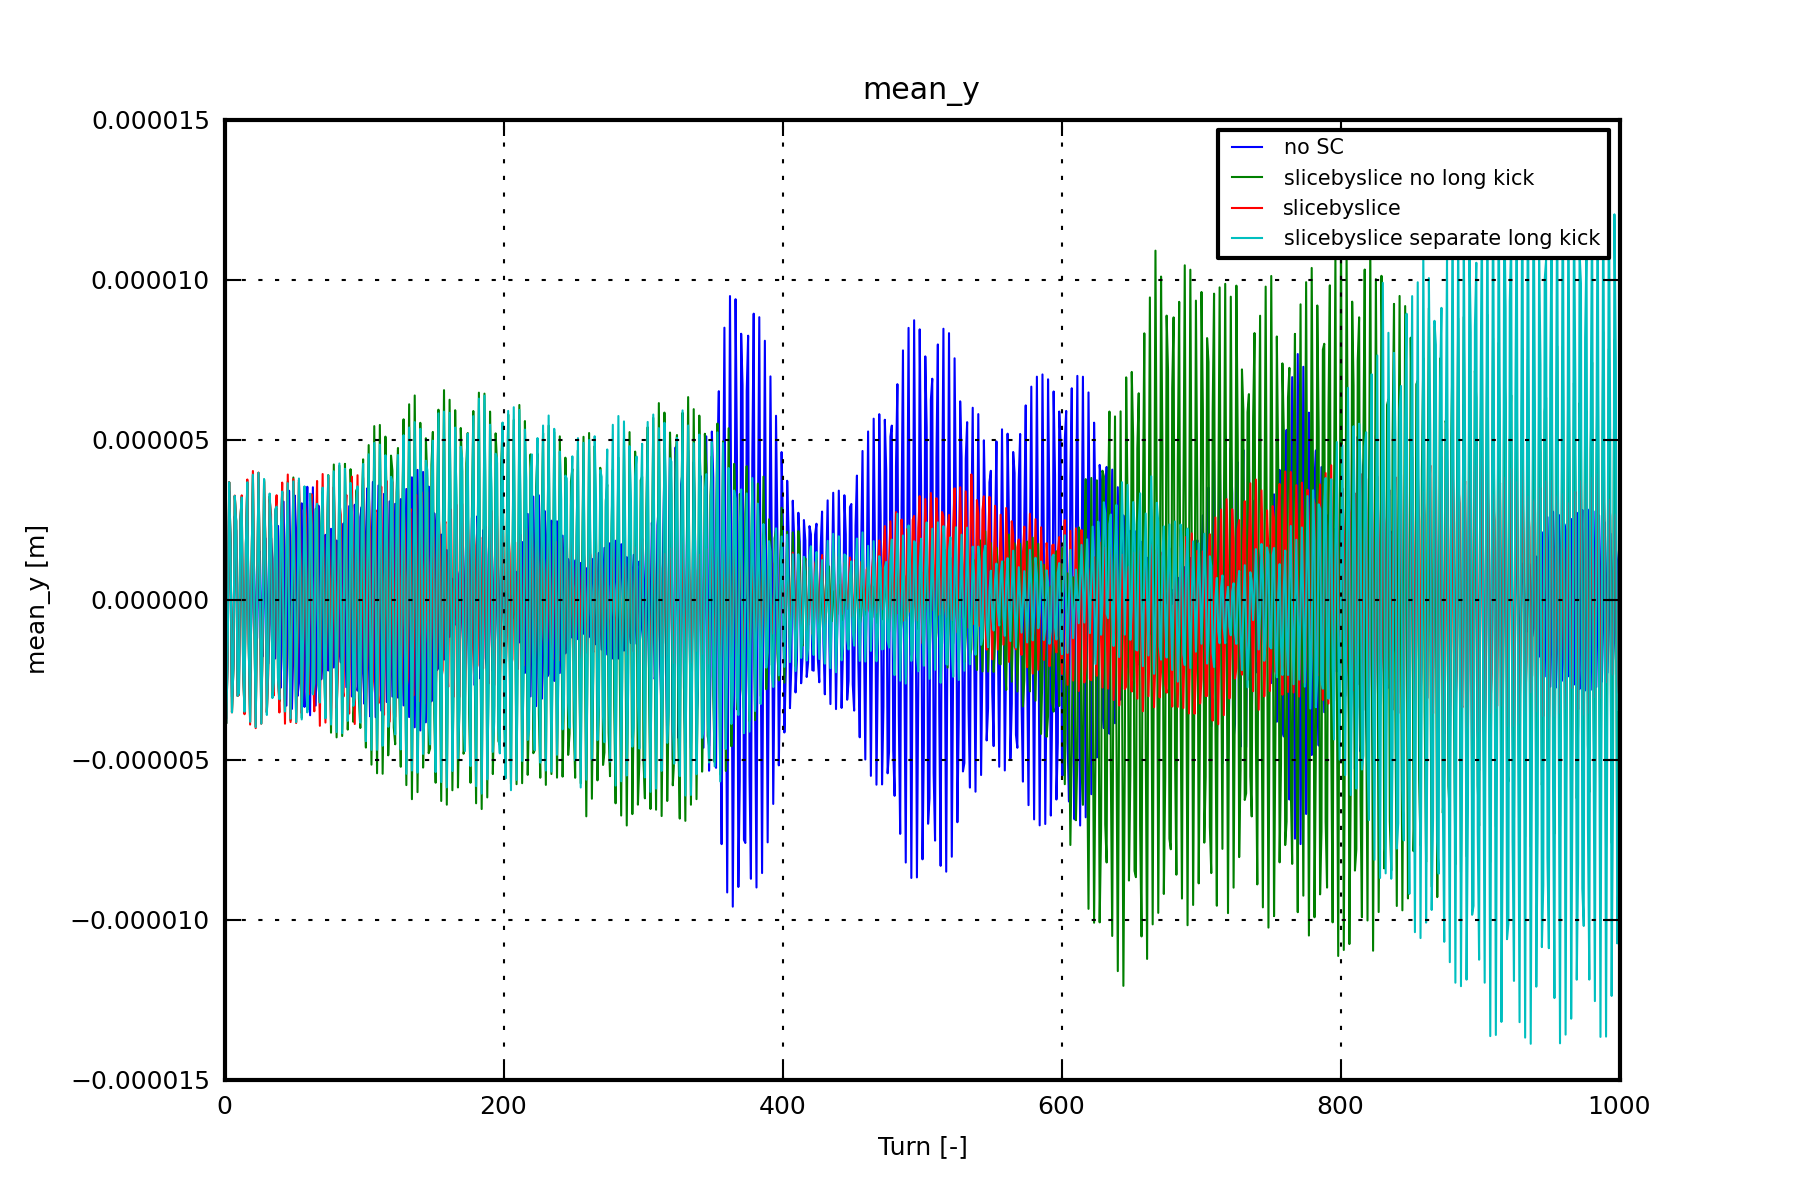 mean_y
0.000015
0.000010
0.000005
0.000000
−0.000005
−0.000010
−0.000015
mean_y [m]
no SC
slicebyslice no long kick
slicebyslice
slicebyslice separate long kick
0 200 400 600 800 1000
Turn [-]